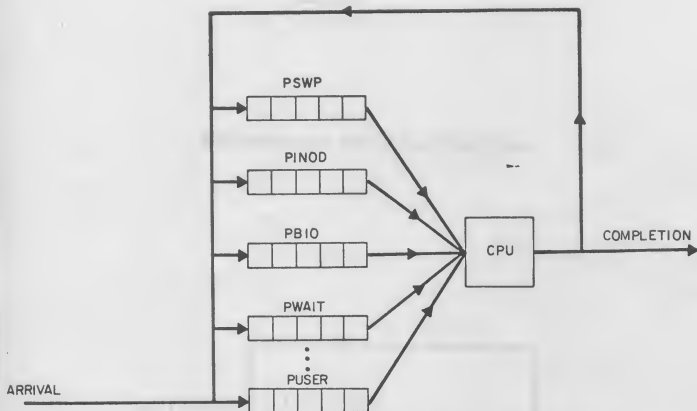 PSWP
PINOD
PBIO
CPU
COMPLETION
PWAIT
PUSER
ARRIVAL